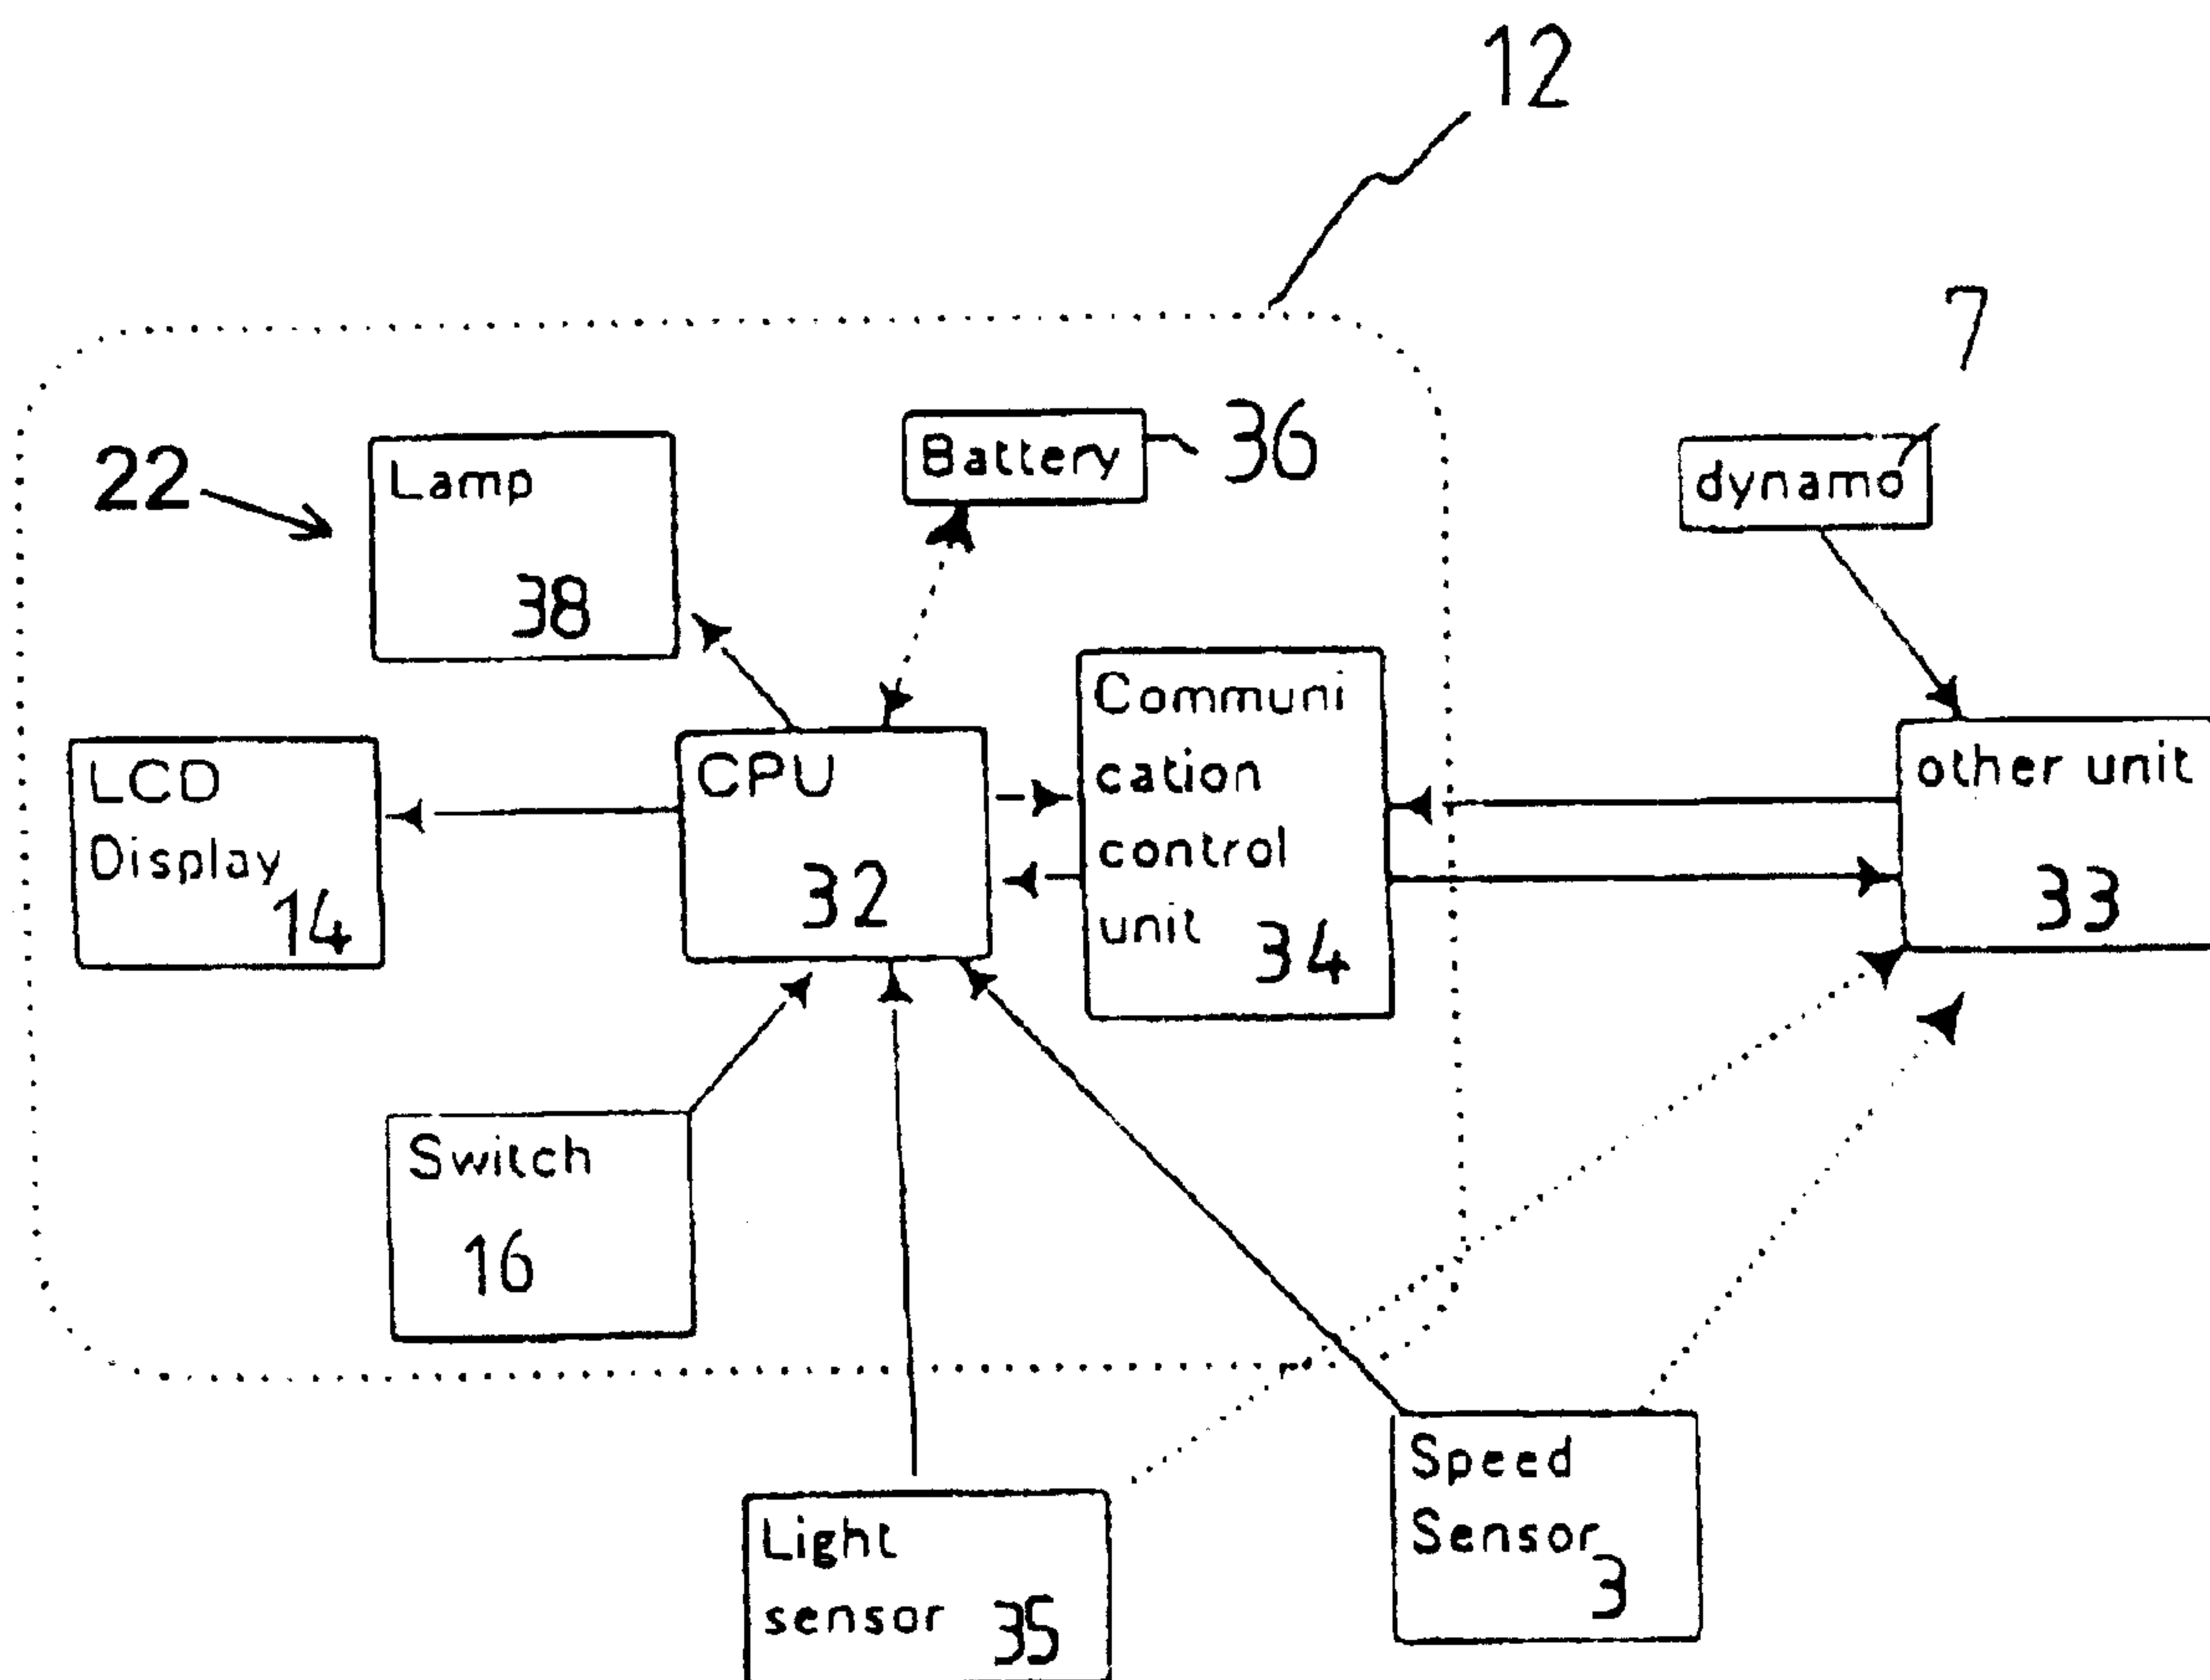 12
7
22
Lamp
38
Battery
36
dynamo
LCD
Display
14
CPU
32
Communi
cation
control
unit
34
other unit
33
Switch
16
Light
sensor
35
Speed
Sensor
3